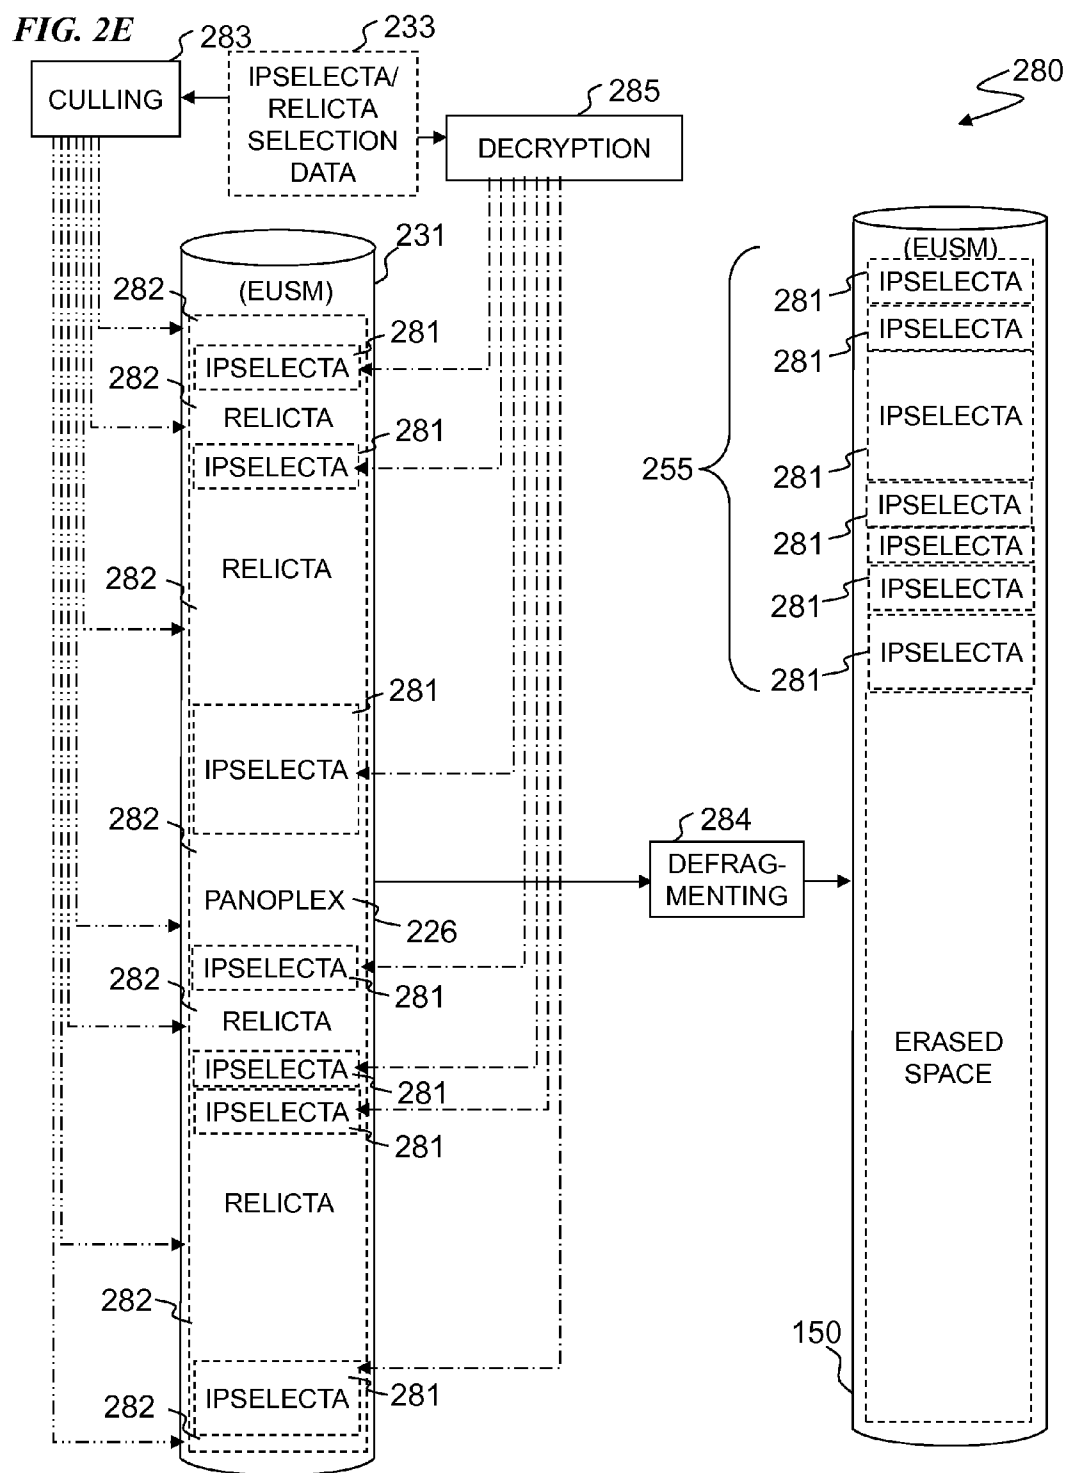 FIG. 2E
283
233
CULLING
IPSELECTA/
RELICTA
SELECTION
DATA
285
DECRYPTION
280
231
(EUSM)
282
281
IPSELECTA
282
RELICTA
281
IPSELECTA
282
RELICTA
281
IPSELECTA
282
PANOPLEX
226
IPSELECTA
282
281
RELICTA
IPSELECTA
281
IPSELECTA
281
RELICTA
282
IPSELECTA
281
282
284
DEFRAG-
MENTING
255
(EUSM)
IPSELECTA
281
IPSELECTA
281
IPSELECTA
281
IPSELECTA
281
IPSELECTA
IPSELECTA
281
IPSELECTA
281
ERASED
SPACE
150